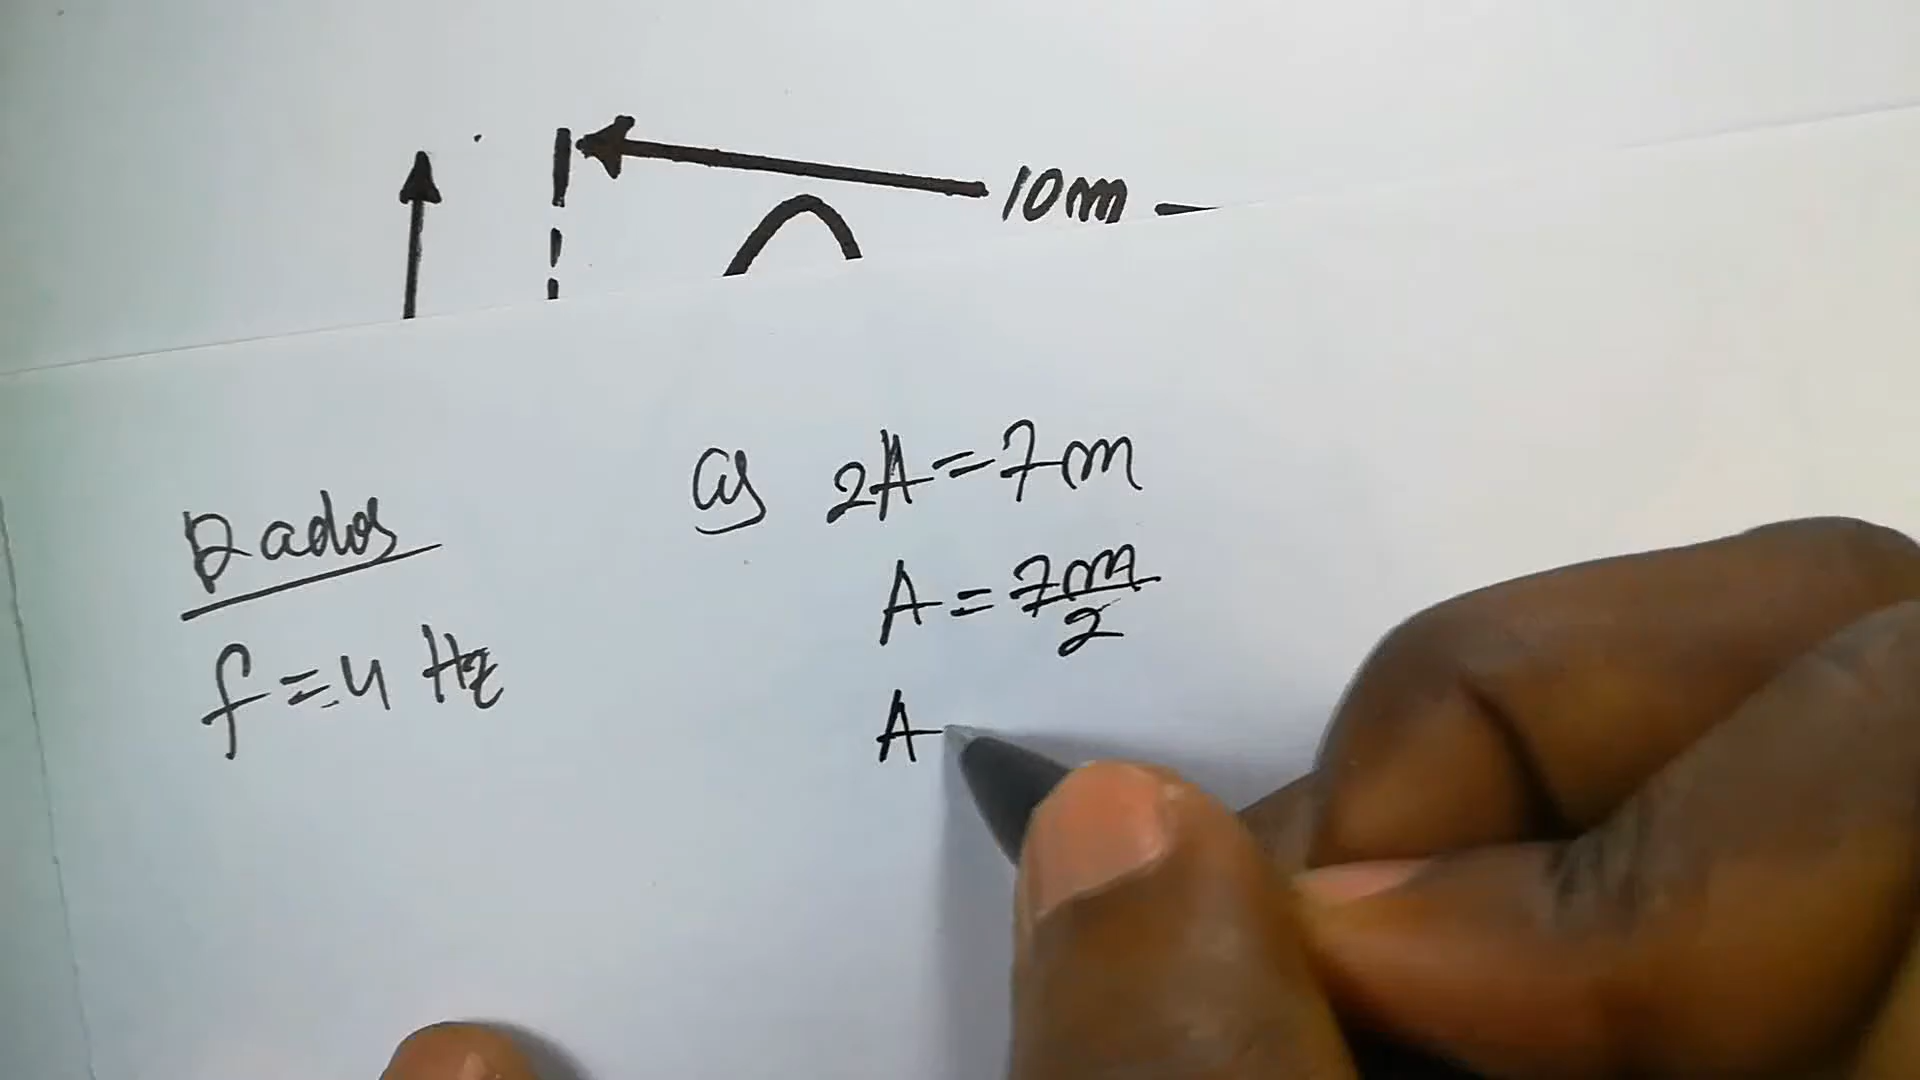 10m
Dados
f = 4 Hz
a) 2A = 7m
A = 7m/2
A